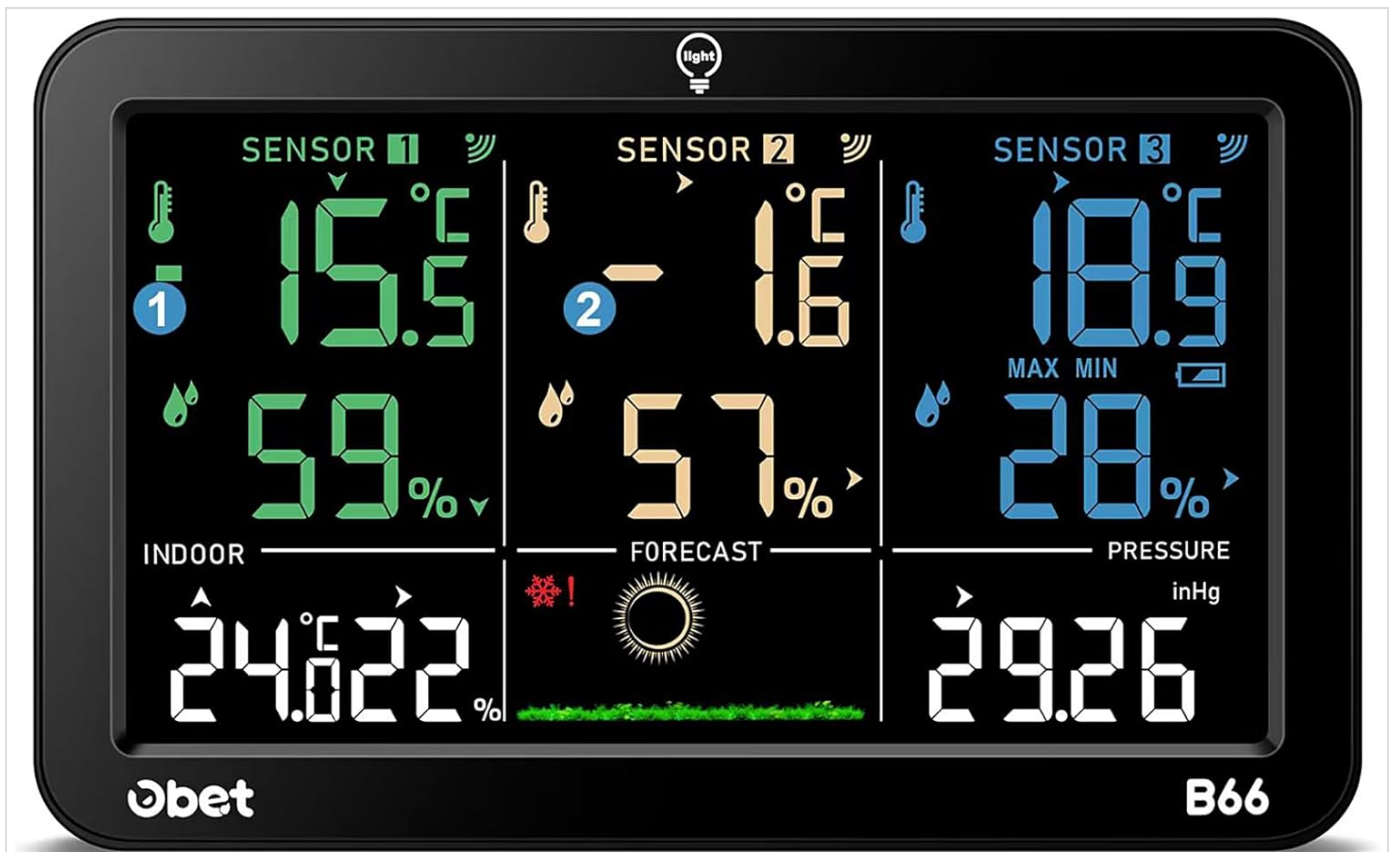 light
SENSOR 1
- 15.5 °C
1
59%
SENSOR 2
-1.6 °C
2
57%
SENSOR 3
18.9 °C
MAX MIN
28%
INDOOR
24.0 °C 22%
FORECAST
!
PRESSURE
inHg
29.26
Obet
B66